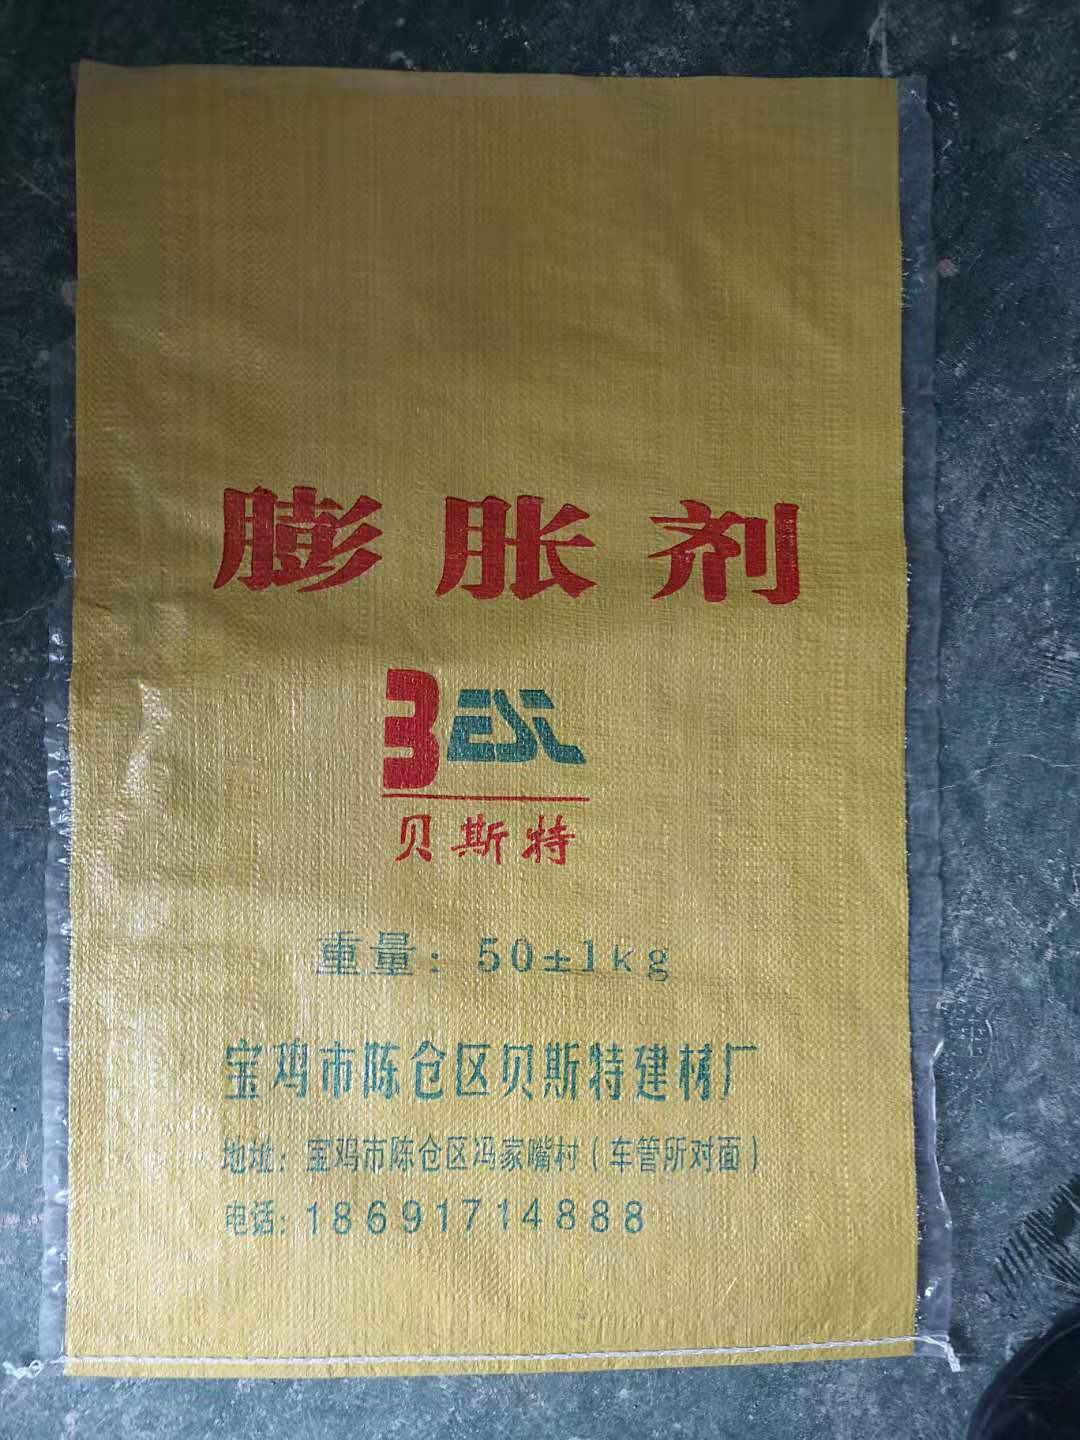 膨胀剂
BEST
贝斯特
重量：50±1kg
宝鸡市陈仓区贝斯特建材厂
地址：宝鸡市陈仓区冯家嘴村（车管所对面）
电话：18691714888